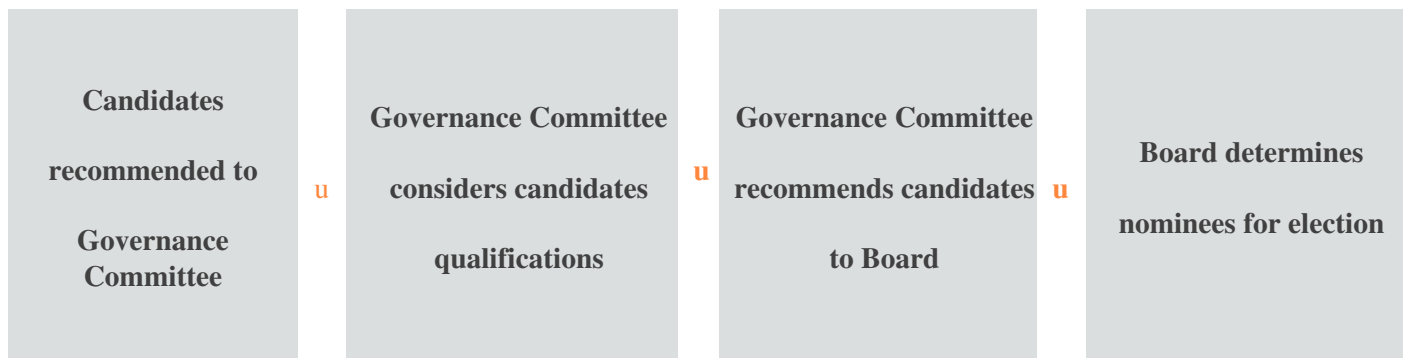 Candidates
recommended to
Governance
Committee
u
Governance Committee
considers candidates
qualifications
u
Governance Committee
recommends candidates
to Board
u
Board determines
nominees for election